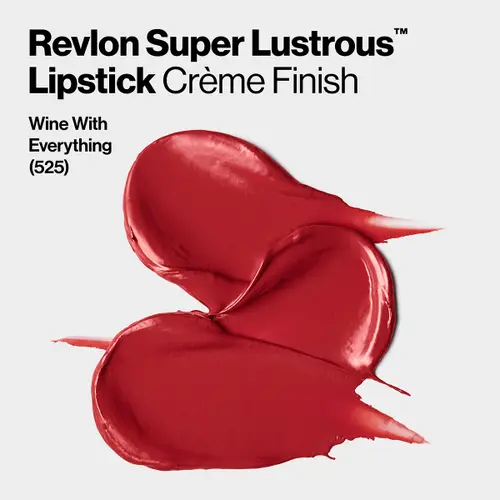 Revlon Super Lustrous™
Lipstick Crème Finish
Wine With
Everything
(525)